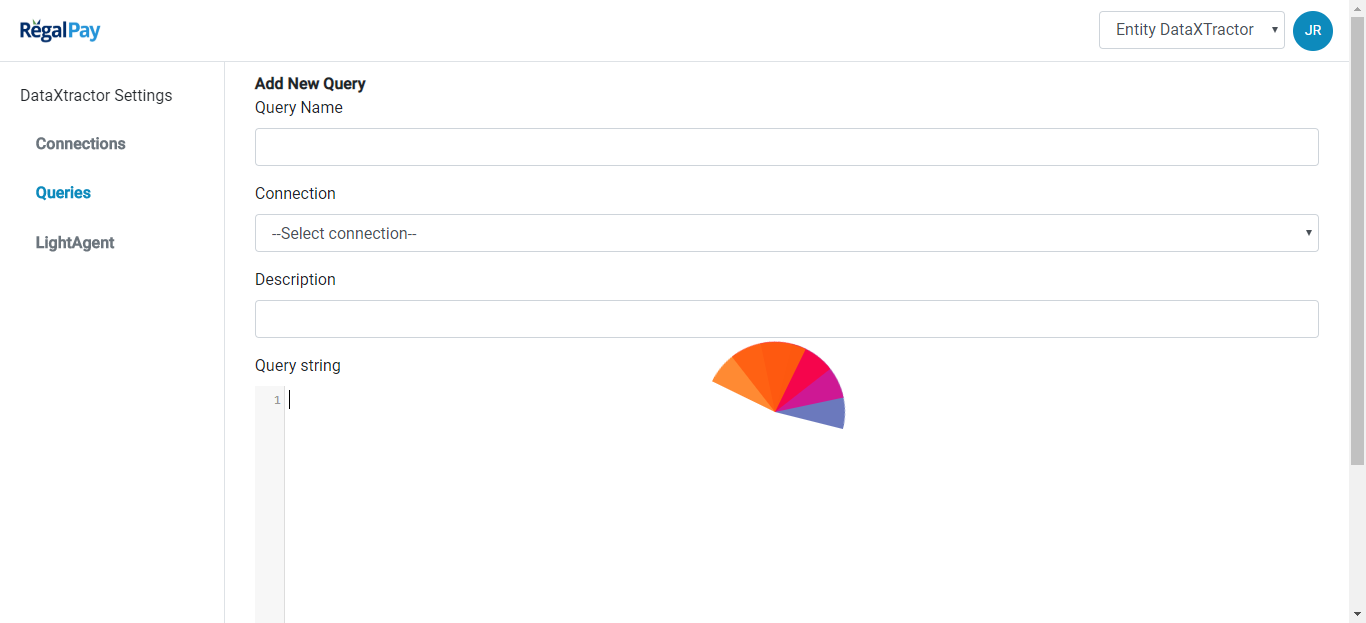 RegalPay
Entity DataXTractor
JR
DataXtractor Settings
Connections
Queries
LightAgent
Add New Query
Query Name
Connection
--Select connection--
Description
Query string
1